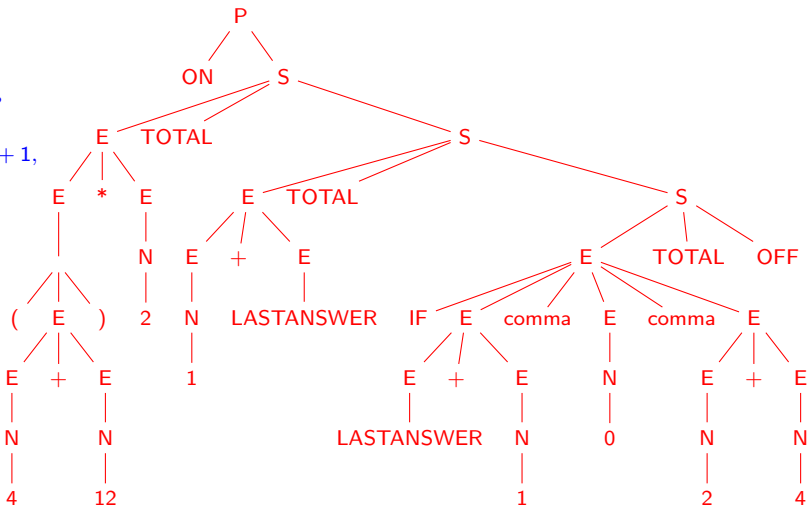 P
ON S
,
E TOTAL S
+ 1,
E * E E TOTAL S
N E + E E TOTAL OFF
( E ) 2 N LASTANSWER IF E comma E comma E
E + E 1 E + E N E + E
N N LASTANSWER N 0 N N
4 12 1 2 4